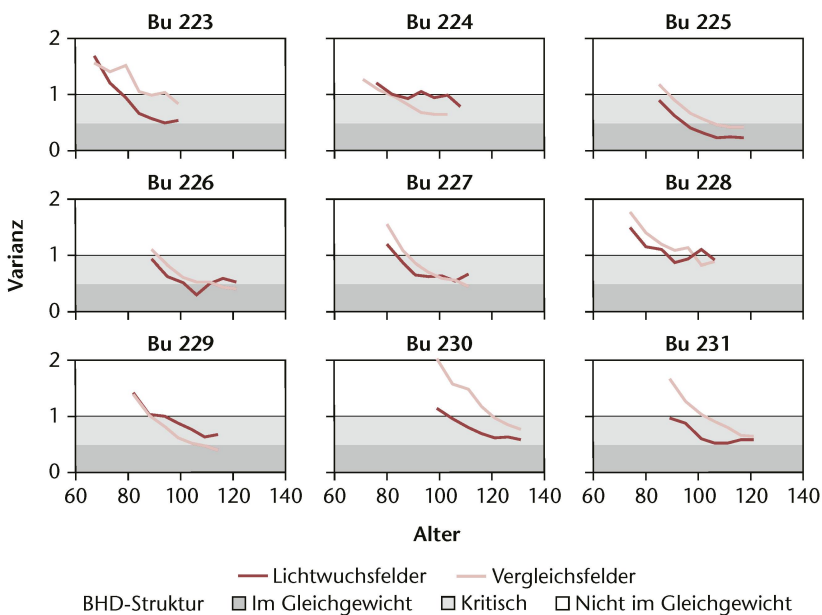 Bu 223 Bu 224 Bu 225
2
1
0
Bu 226 Bu 227 Bu 228
2
1
0
Varianz
Bu 229 Bu 230 Bu 231
2
1
0
60 80 100 120 140 60 80 100 120 140 60 80 100 120 140
Alter
Lichtwuchsfelder Vergleichsfelder
BHD-Struktur Im Gleichgewicht Kritisch Nicht im Gleichgewicht